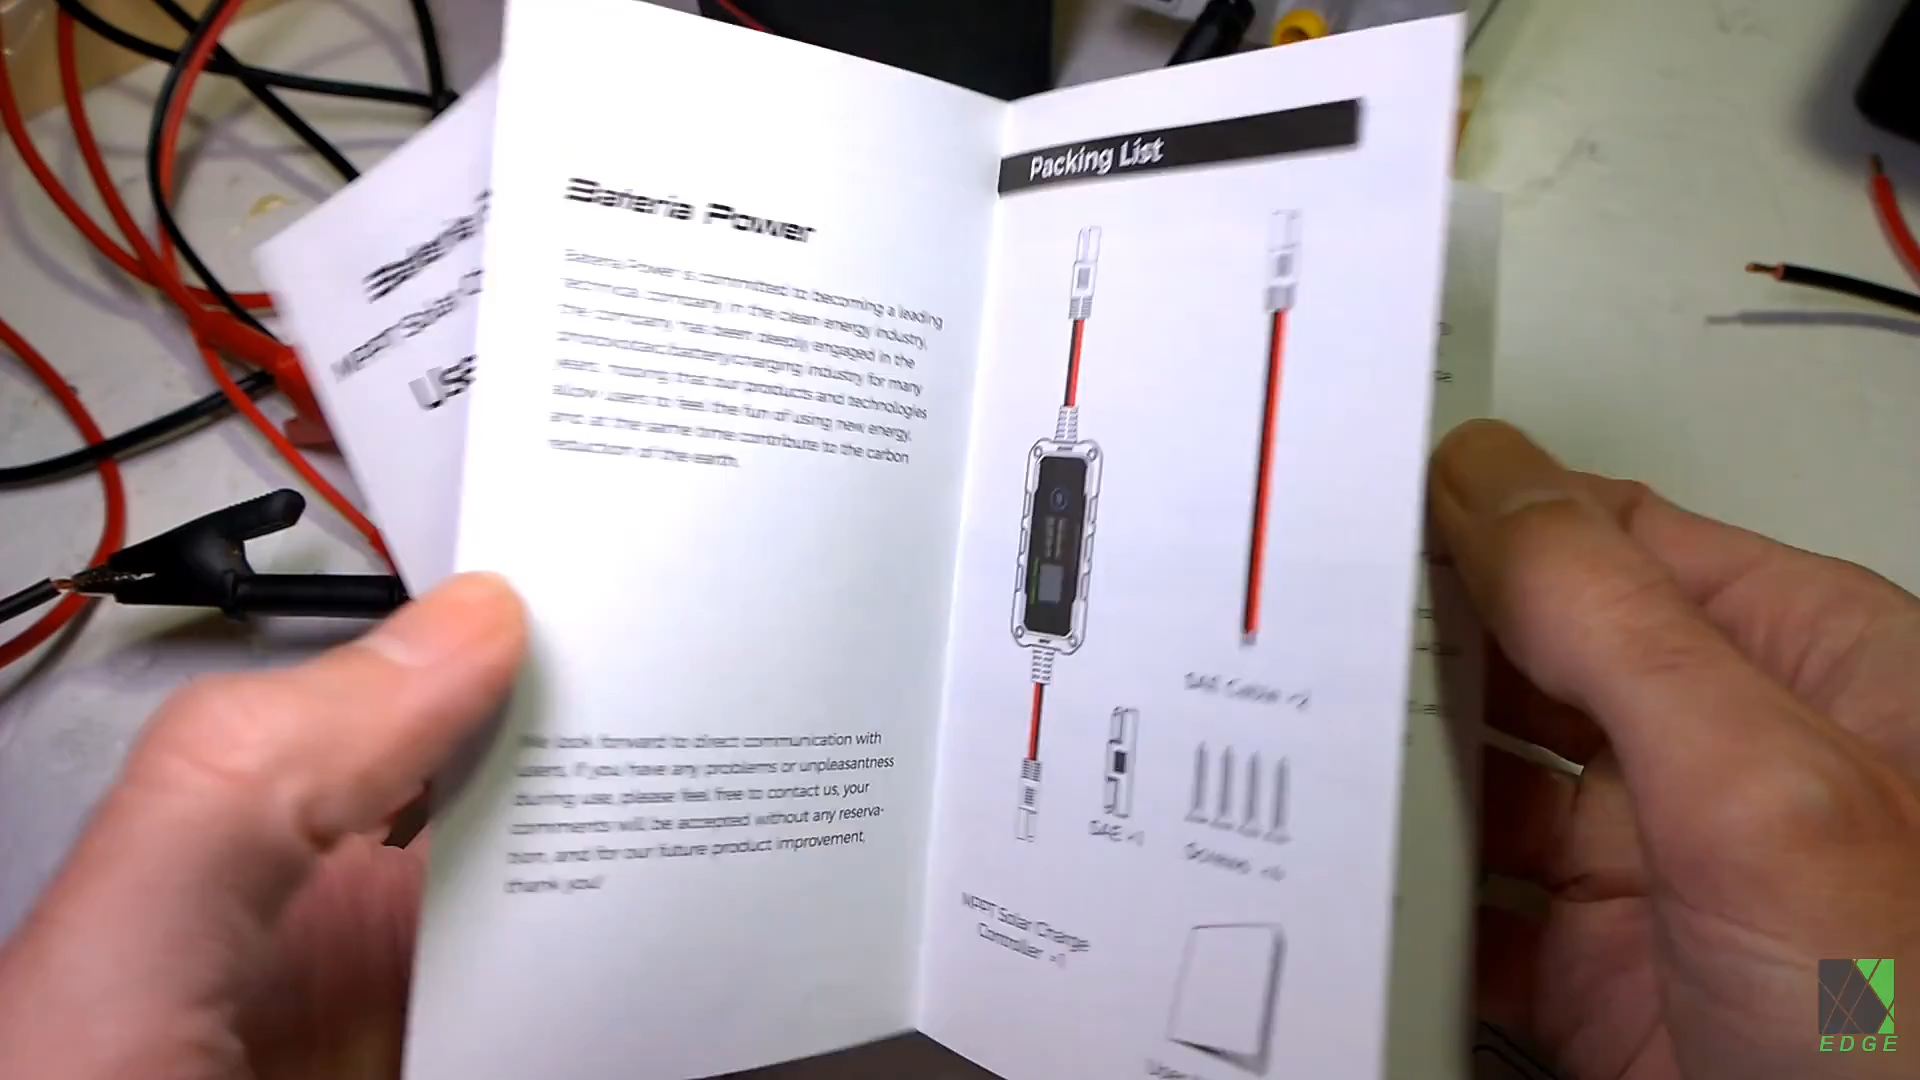 Bateria Power
Bateria Power is committed to becoming a leading
technical company in the clean energy industry,
the company has been deeply engaged in the
photovoltaic battery charging industry for many
years, hoping that our products and technologies
allow users to feel the fun of using new energy,
and at the same time contribute to the carbon
reduction of the earth.
We look forward to direct communication with
users, if you have any problems or unpleasantness
during use, please feel free to contact us, your
comments will be accepted without any reserva-
tion, and for our future product improvement,
thank you!
Packing List
SAE Cable ×2
SAE ×1
Screws
MPPT Solar Charge
Controller ×1
User
Bateria
MPPT Solar
EDGE